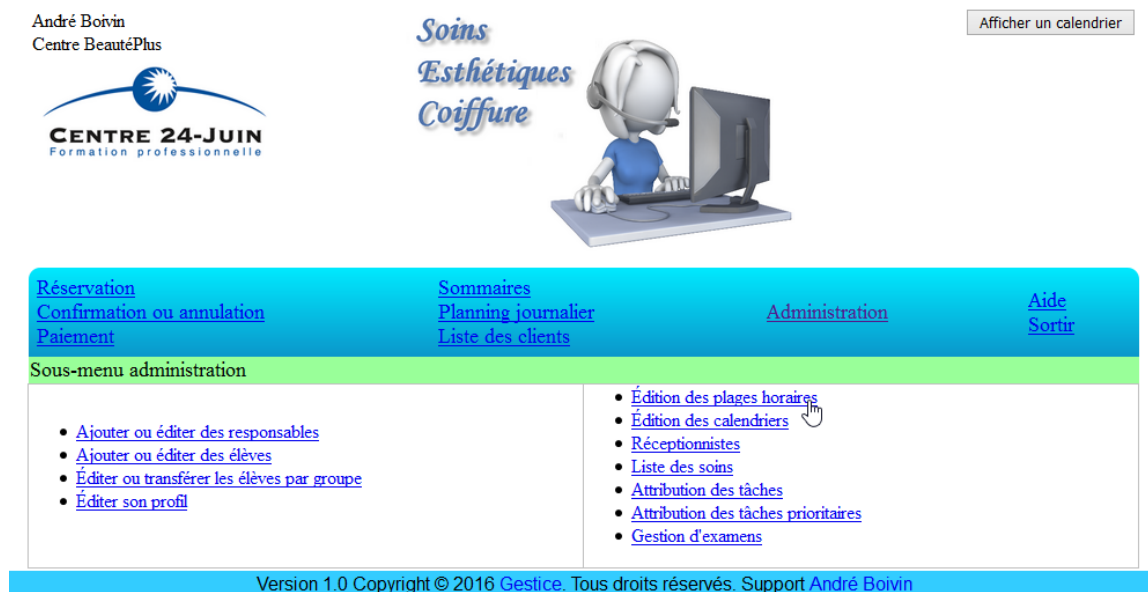 André Boivin
Centre BeautéPlus
CENTRE 24-JUIN
Formation professionnelle
Soins
Esthétiques
Coiffure
Afficher un calendrier
Réservation
Confirmation ou annulation
Paiement
Sommaires
Planning journalier
Liste des clients
Administration
Aide
Sortir
Sous-menu administration
Ajouter ou éditer des responsables
Ajouter ou éditer des élèves
Éditer ou transférer les élèves par groupe
Éditer son profil
Édition des plages horaires
Édition des calendriers
Réceptionnistes
Liste des soins
Attribution des tâches
Attribution des tâches prioritaires
Gestion d'examens
Version 1.0 Copyright © 2016 Gestice. Tous droits réservés. Support André Boivin